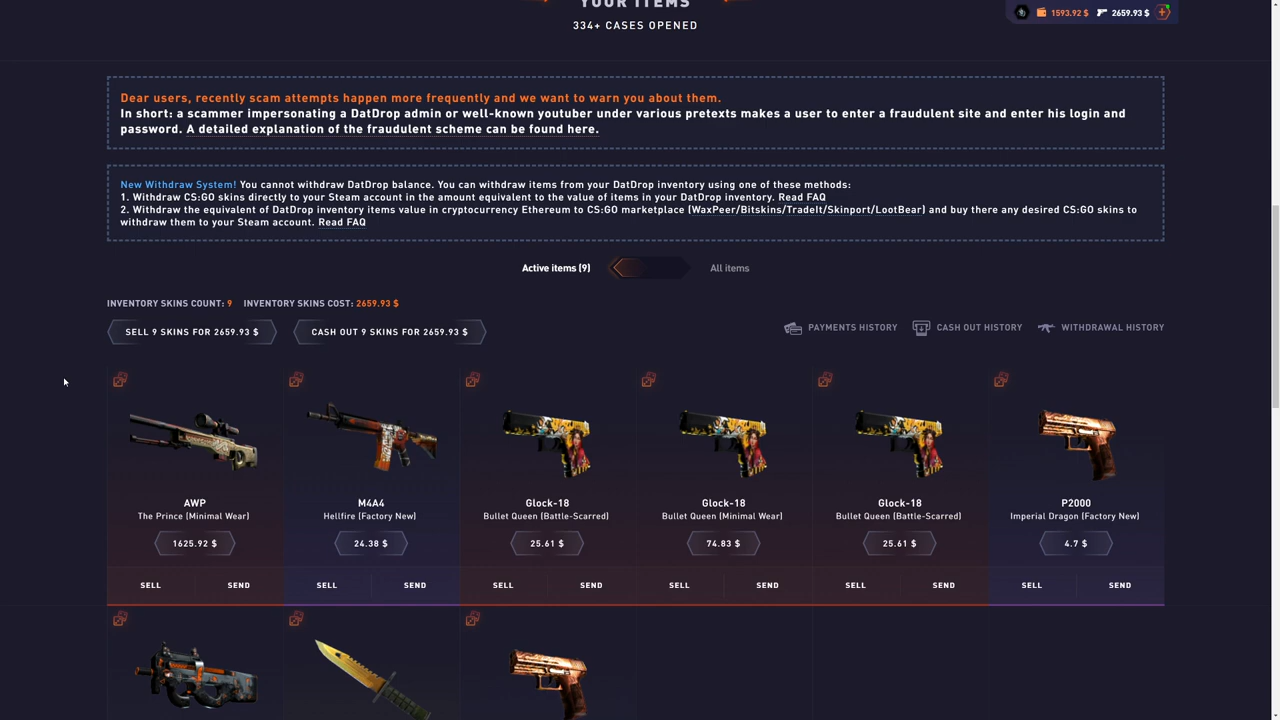 YOUR ITEMS
334+ CASES OPENED
1593.92 $ 2659.93 $
Dear users, recently scam attempts happen more frequently and we want to warn you about them.
In short: a scammer impersonating a DatDrop admin or well-known youtuber under various pretexts makes a user to enter a fraudulent site and enter his login and
password. A detailed explanation of the fraudulent scheme can be found here.
New Withdraw System! You cannot withdraw DatDrop balance. You can withdraw items from your DatDrop inventory using one of these methods:
1. Withdraw CS:GO skins directly to your Steam account in the amount equivalent to the value of items in your DatDrop inventory. Read FAQ
2. Withdraw the equivalent of DatDrop inventory items value in cryptocurrency Ethereum to CS:GO marketplace (WaxPeer/Bitskins/TradeIt/Skinport/LootBear) and buy there any desired CS:GO skins to
withdraw them to your Steam account. Read FAQ
Active items (9) All items
INVENTORY SKINS COUNT: 9 INVENTORY SKINS COST: 2659.93 $
SELL 9 SKINS FOR 2659.93 $ CASH OUT 9 SKINS FOR 2659.93 $ PAYMENTS HISTORY CASH OUT HISTORY WITHDRAWAL HISTORY
AWP M4A4 Glock-18 Glock-18 Glock-18 P2000
The Prince (Minimal Wear) Hellfire (Factory New) Bullet Queen (Battle-Scarred) Bullet Queen (Minimal Wear) Bullet Queen (Battle-Scarred) Imperial Dragon (Factory New)
1625.92 $ 24.38 $ 25.61 $ 74.83 $ 25.61 $ 4.7 $
SELL SEND SELL SEND SELL SEND SELL SEND SELL SEND SELL SEND